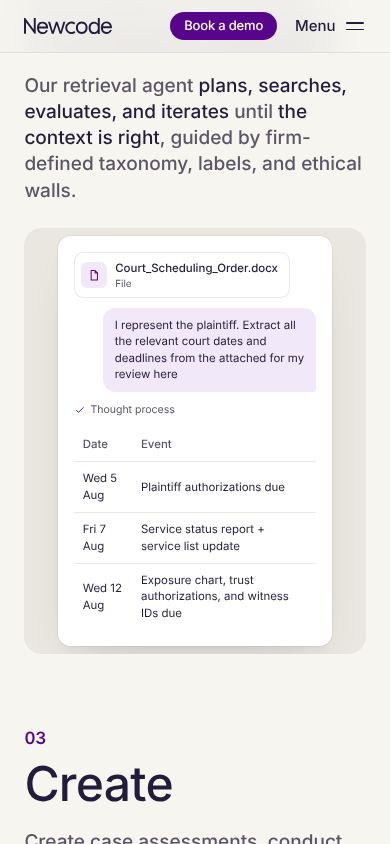 Newcode
Book a demo
Menu
Our retrieval agent plans, searches,
evaluates, and iterates until the
context is right, guided by firm-
defined taxonomy, labels, and ethical
walls.
Court_Scheduling_Order.docx
File
I represent the plaintiff. Extract all
the relevant court dates and
deadlines from the attached for my
review here
Thought process
Date Event
Wed 5
Aug
Plaintiff authorizations due
Fri 7
Aug
Service status report +
service list update
Wed 12
Aug
Exposure chart, trust
authorizations, and witness
IDs due
03
Create
Create case assessments, conduct